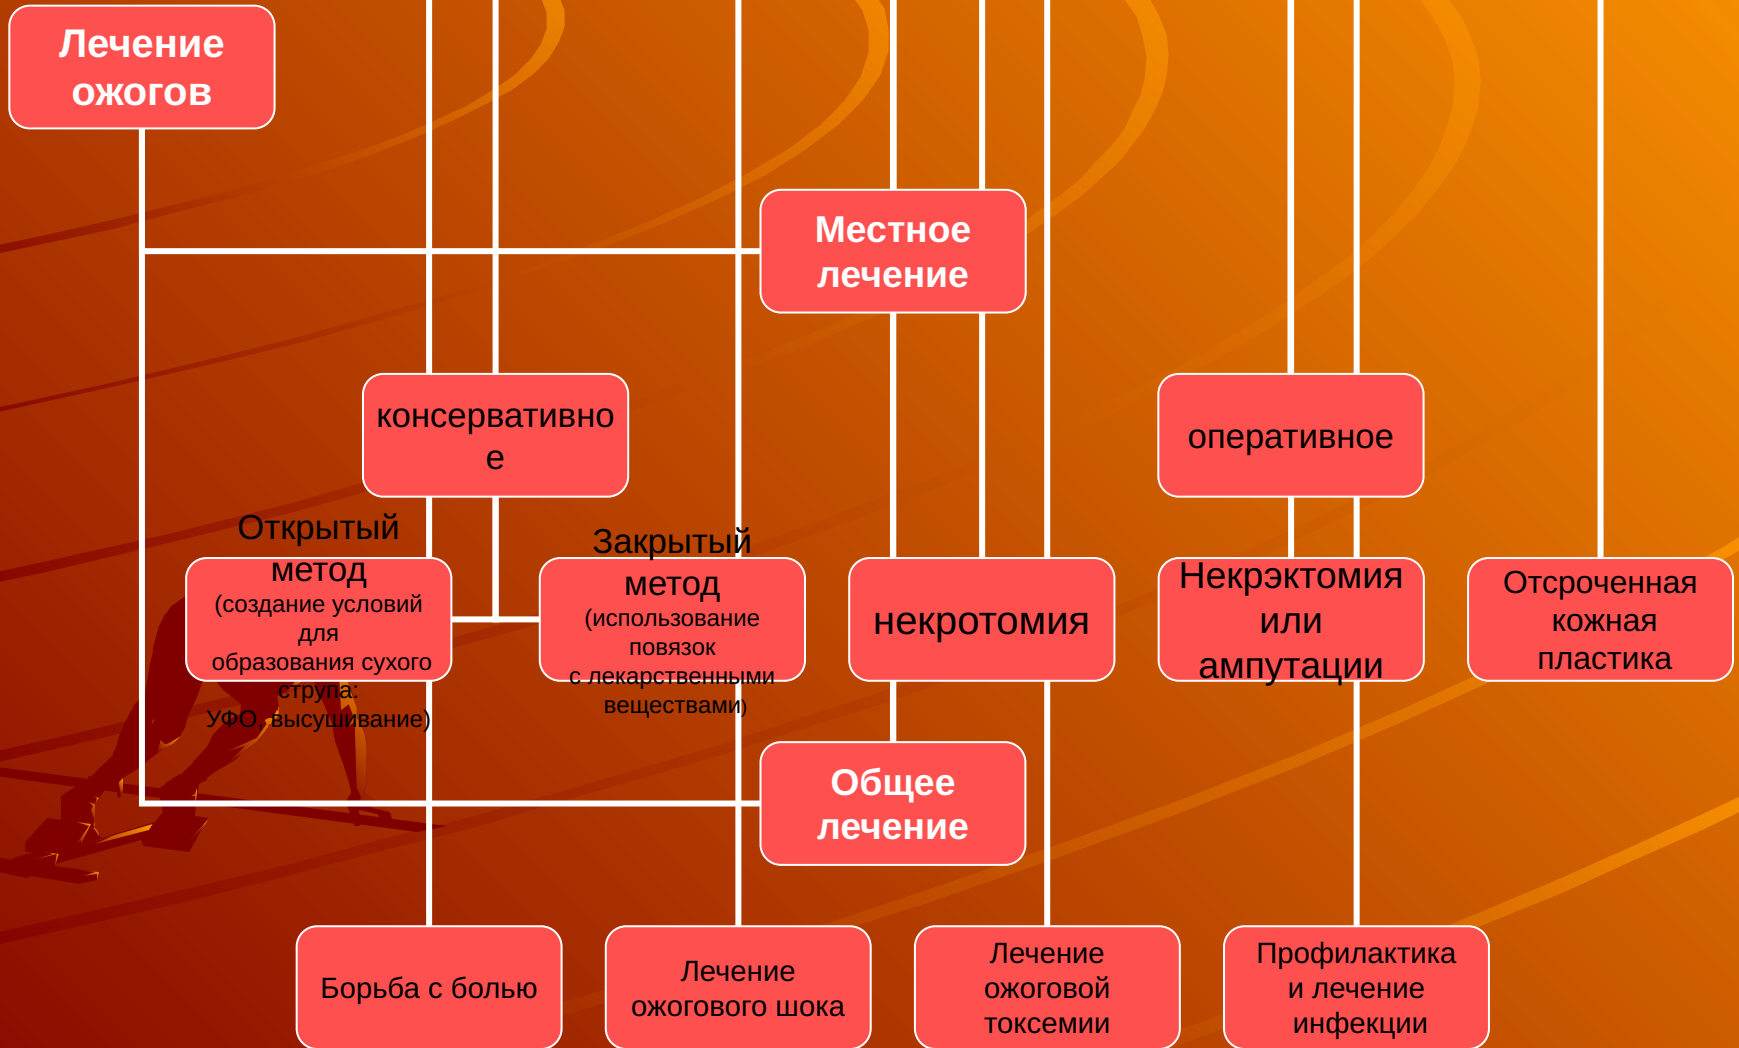 Лечение
ожогов
Местное
лечение
консервативно
е
оперативное
Открытый
метод
(создание условий
для
образования сухого
струпа:
УФО, высушивание)
Закрытый
метод
(использование
повязок
с лекарственными
веществами)
некротомия
Некрэктомия
или
ампутации
Отсроченная
кожная
пластика
Общее
лечение
Борьба с болью
Лечение
ожогового шока
Лечение
ожоговой
токсемии
Профилактика
и лечение
инфекции